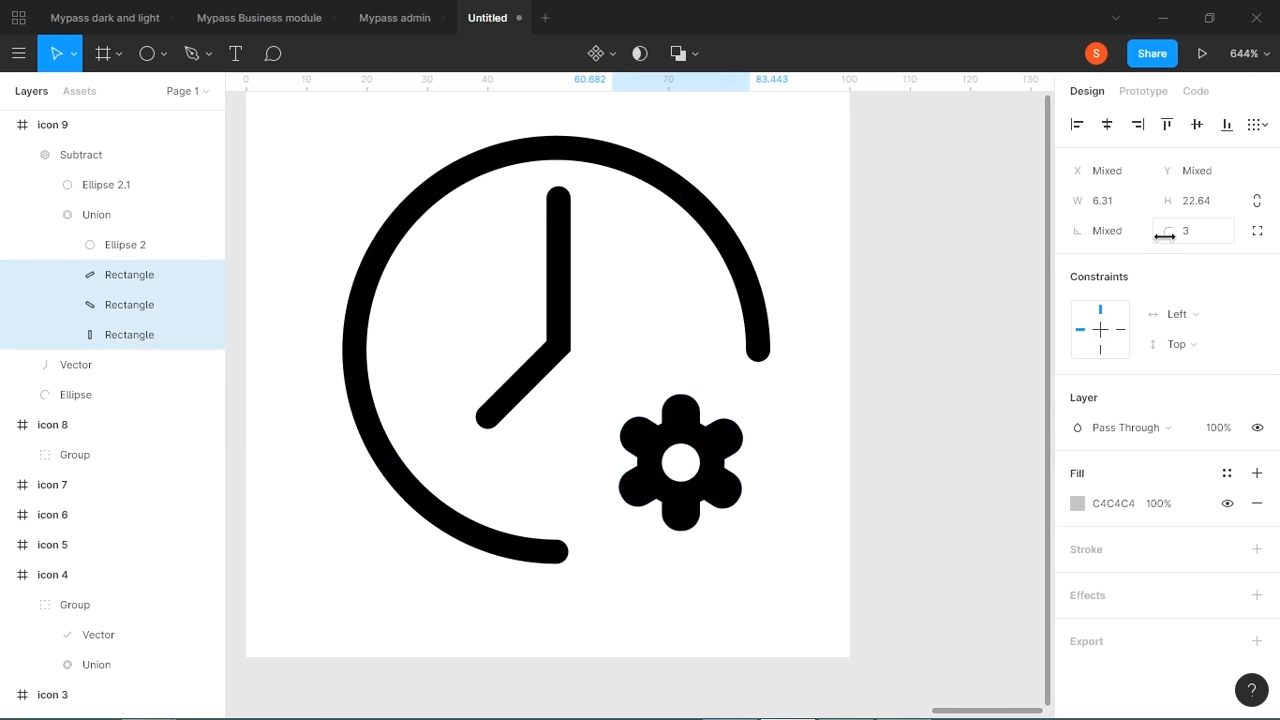 Mypass dark and light
Mypass Business module
Mypass admin
Untitled
S
Share
644%
Layers
Assets
Page 1
0
10
20
30
40
60.682
70
83.443
100
110
120
130
Design
Prototype
Code
icon 9
Subtract
Ellipse 2.1
Union
Ellipse 2
Rectangle
Rectangle
Rectangle
Vector
Ellipse
icon 8
Group
icon 7
icon 6
icon 5
icon 4
Group
Vector
Union
icon 3
X Mixed Y Mixed
W 6.31 H 22.64
Mixed 3
Constraints
Left
Top
Layer
Pass Through 100%
Fill
C4C4C4 100%
Stroke
Effects
Export
?